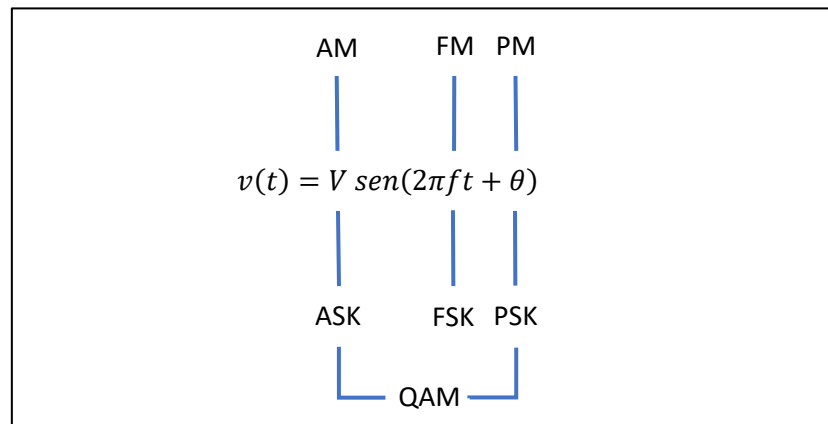 AM FM PM
v(t) = V sen(2πft + θ)
ASK FSK PSK
QAM